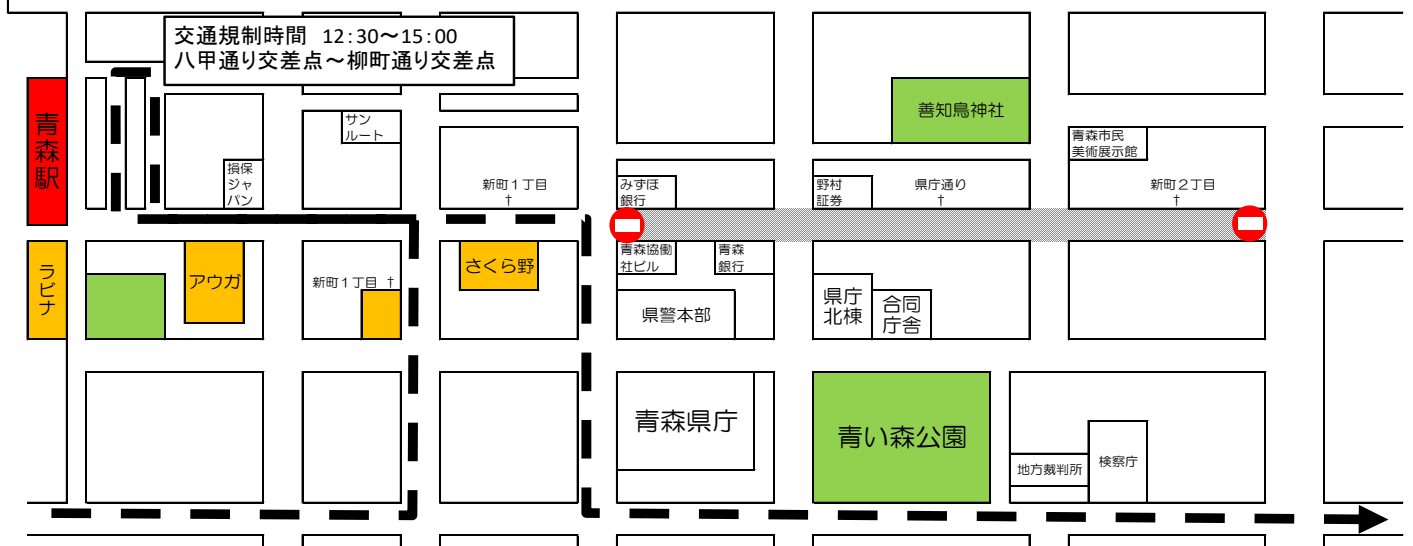 交通規制時間 12:30～15:00
八甲通り交差点～柳町通り交差点
青森駅
サン
ルート
損保
ジャ
パン
新町１丁目
†
みずほ
銀行
野村
証券
県庁通り
†
善知鳥神社
青森市民
美術展示館
新町２丁目
†
ラビナ
アウガ
新町１丁目 †
さくら野
青森協働
社ビル
青森
銀行
県警本部
県庁
北棟
合同
庁舎
青森県庁
青い森公園
地方裁判所
検察庁